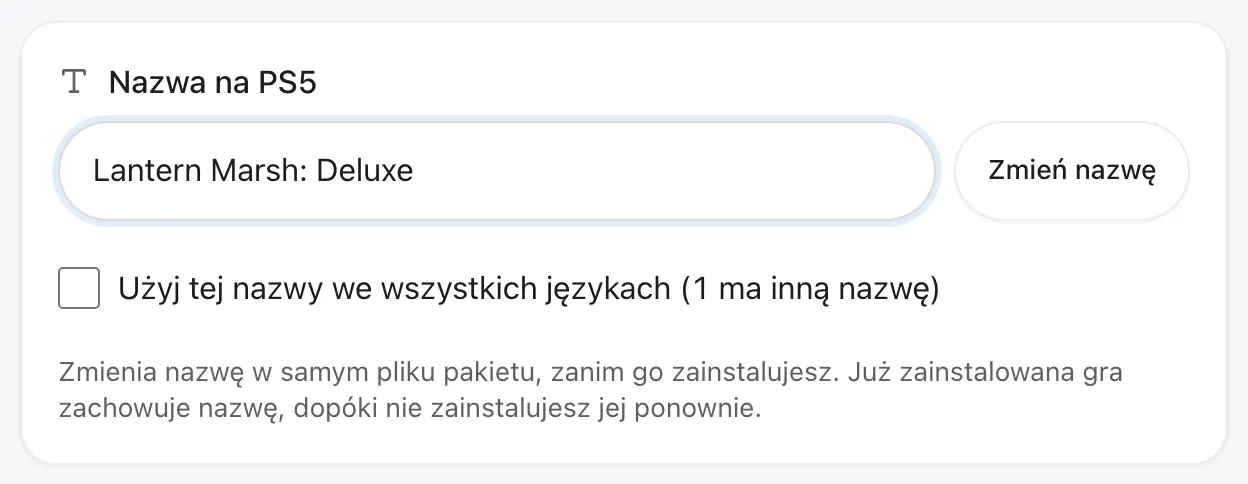 Nazwa na PS5
Lantern Marsh: Deluxe
Zmień nazwę
Użyj tej nazwy we wszystkich językach (1 ma inną nazwę)
Zmienia nazwę w samym pliku pakietu, zanim go zainstalujesz. Już zainstalowana gra
zachowuje nazwę, dopóki nie zainstalujesz jej ponownie.